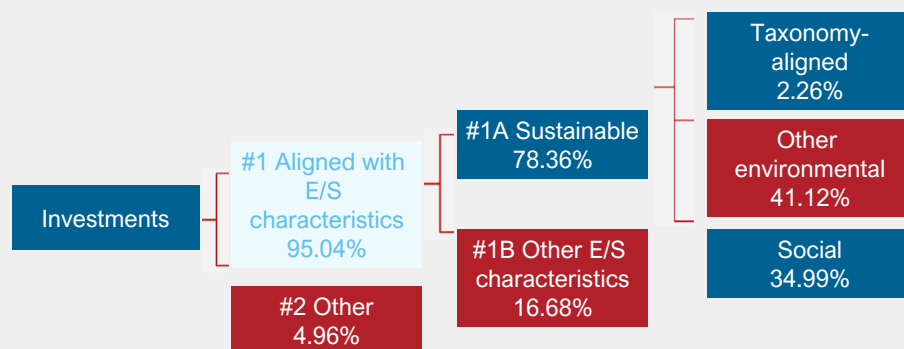 Investments
#1 Aligned with
E/S
characteristics
95.04%
#2 Other
4.96%
#1A Sustainable
78.36%
#1B Other E/S
characteristics
16.68%
Taxonomy-
aligned
2.26%
Other
environmental
41.12%
Social
34.99%